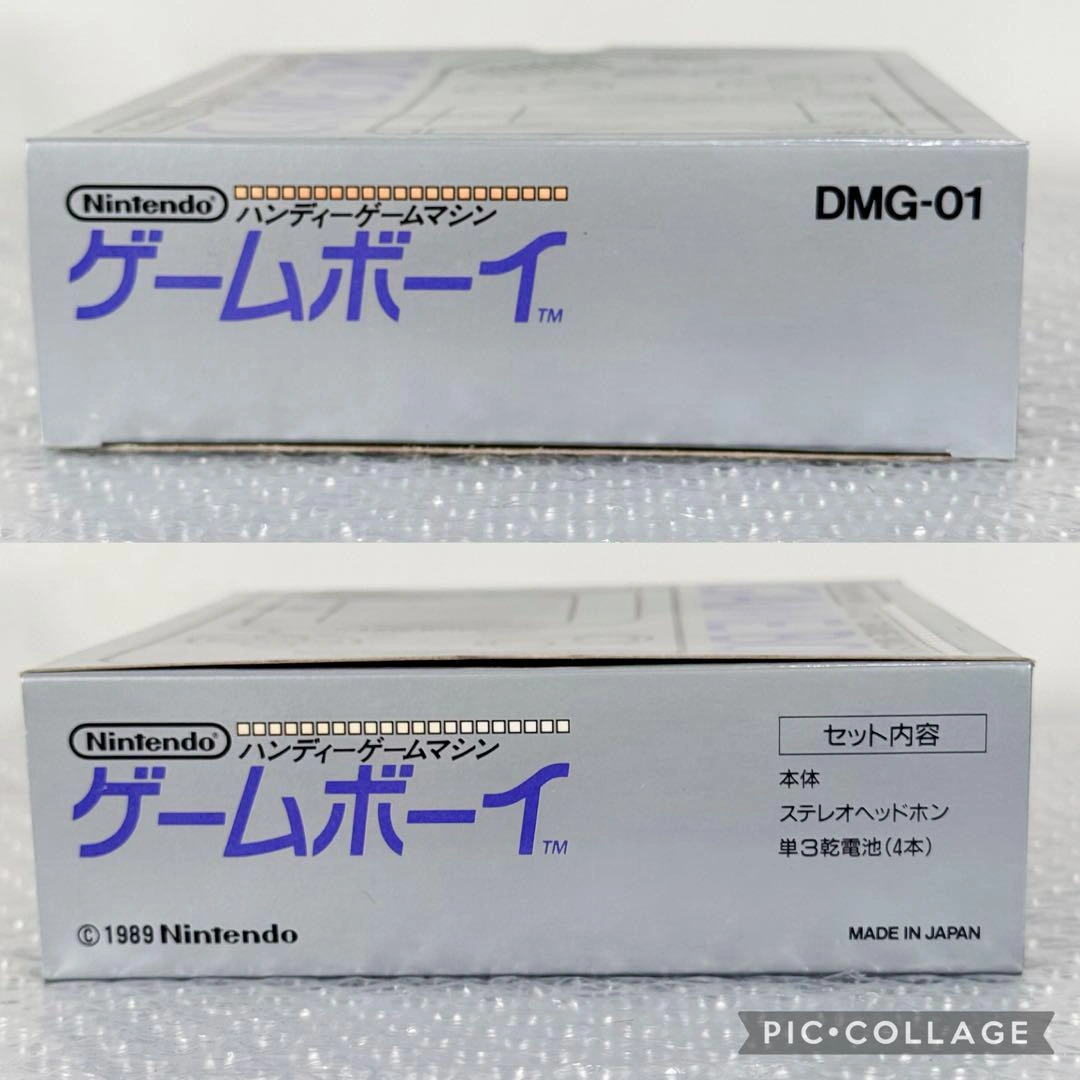 Nintendo®
ハンディーゲームマシン
ゲームボーイ™
DMG-01
Nintendo®
ハンディーゲームマシン
ゲームボーイ™
セット内容
本体
ステレオヘッドホン
単3乾電池(4本)
©1989 Nintendo
MADE IN JAPAN
PIC•COLLAGE